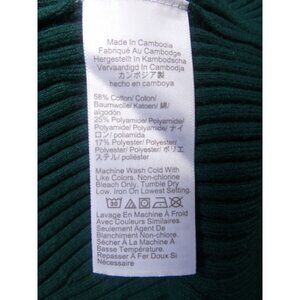 Made In Cambodia
Fabriqué Au Cambodge
Hergestellt In Kambodscha
Vervaardigd In Cambodja
カンボジア製
hecho en camboya
58% Cotton/ Coton/
Baumwolle/ Katoen/ 綿/
algodón
25% Polyamide/ Polyamide/
Polyamid/ Polyamide/ ナイ
ロン/ poliamida
17% Polyester/ Polyester/
Polyester/ Polyester/ ポリエ
ステル/ poliéster
Machine Wash Cold With
Like Colors. Non-chlorine
Bleach Only. Tumble Dry
Low. Iron On Lowest Setting.
30
Lavage En Machine À Froid
Avec Couleurs Similaires.
Seulement Agent De
Blanchiment Non Chloré.
Sécher À La Machine À
Basse Température.
Repasser À Fer Doux Si
Nécessaire